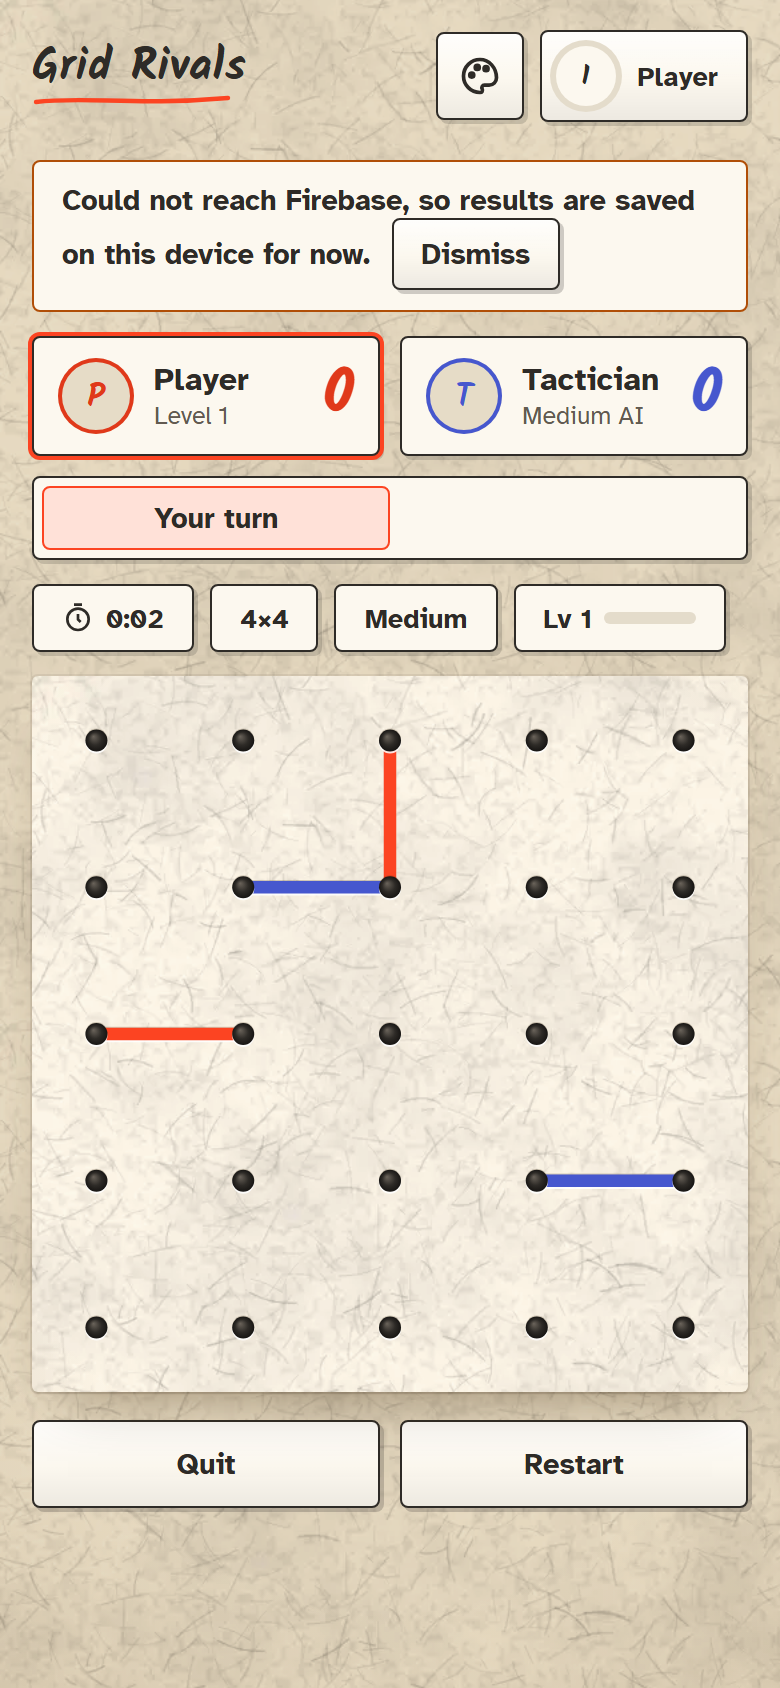 Grid Rivals
1
Player
Could not reach Firebase, so results are saved
on this device for now. Dismiss
P
Player
Level 1
0
T
Tactician
Medium AI
0
Your turn
0:02
4×4
Medium
Lv 1
Quit
Restart